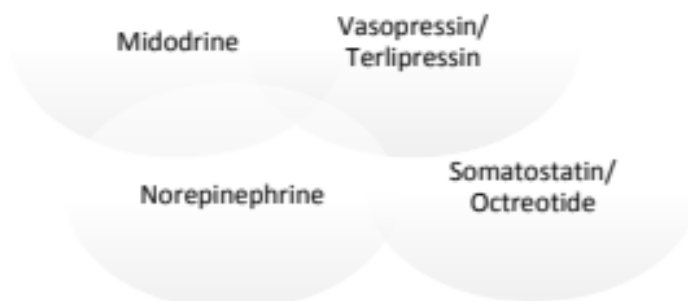 Midodrine
Vasopressin/
Terlipressin
Norepinephrine
Somatostatin/
Octreotide